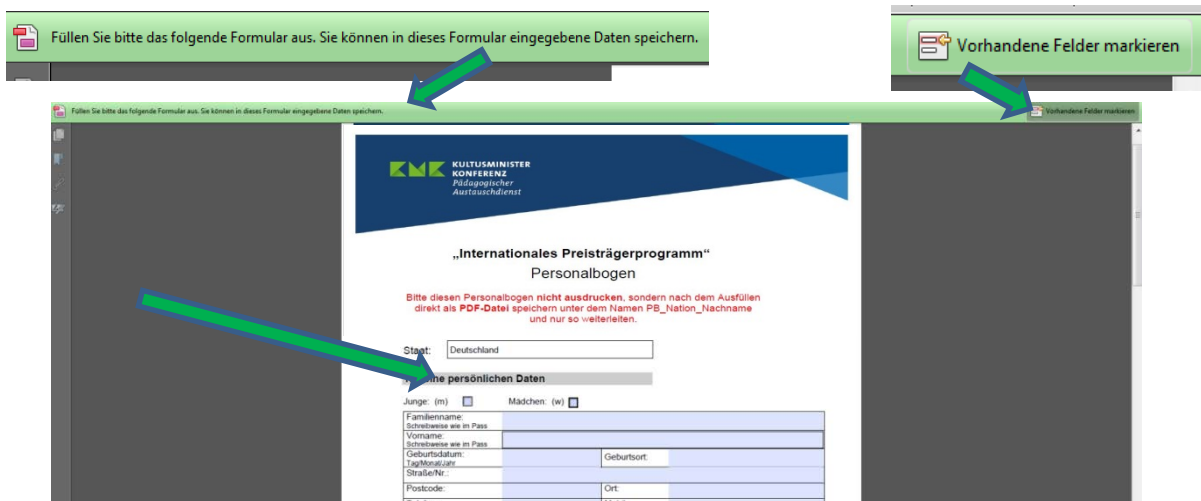 Füllen Sie bitte das folgende Formular aus. Sie können in dieses Formular eingegebene Daten speichern.
Vorhandene Felder markieren
Füllen Sie bitte das folgende Formular aus. Sie können in dieses Formular eingegebene Daten speichern.
Vorhandene Felder markieren
KMK KULTUSMINISTER
KONFERENZ
Pädagogischer
Austauschdienst
„Internationales Preisträgerprogramm“
Personalbogen
Bitte diesen Personalbogen nicht ausdrucken, sondern nach dem Ausfüllen
direkt als PDF-Datei speichern unter dem Namen PB_Nation_Nachname
und nur so weiterleiten.
Staat: Deutschland
persönlichen Daten
Junge: (m) Mädchen: (w)
Familienname:
Schreibweise wie im Pass
Vorname:
Schreibweise wie im Pass
Geburtsdatum: Geburtsort:
Tag/Monat/Jahr
Straße/Nr.:
Postcode: Ort: